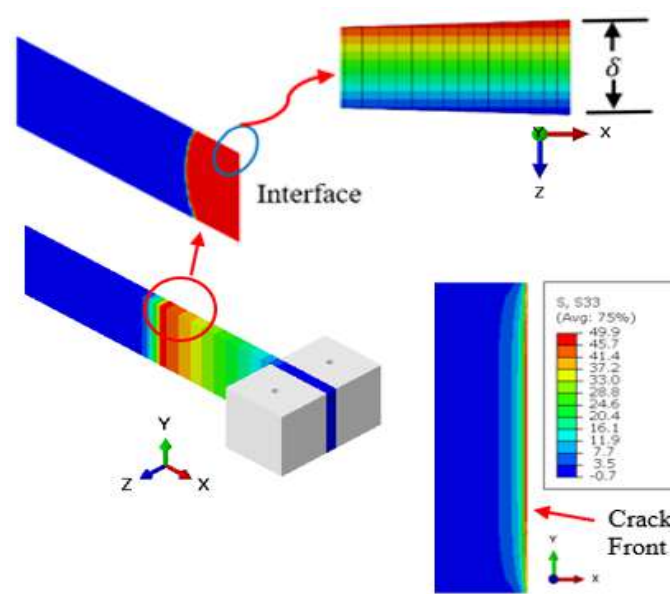 δ
Y
X
Z
Interface
S, S33
(Avg: 75%)
49.9
45.7
41.4
37.2
33.0
28.8
24.6
20.4
16.1
11.9
7.7
3.5
-0.7
Y
Z
X
Crack
Front
Y
X